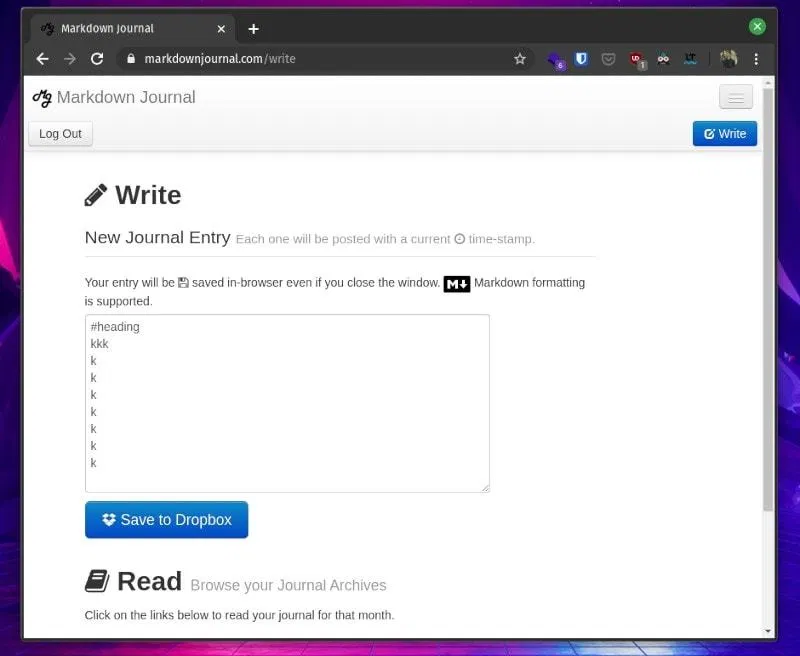 Markdown Journal
markdownjournal.com/write
6
1
Mg Markdown Journal
Log Out
Write
Write
New Journal Entry Each one will be posted with a current time-stamp.
Your entry will be saved in-browser even if you close the window. M Markdown formatting
is supported.
#heading
kkk
k
k
k
k
k
k
k
Save to Dropbox
Read Browse your Journal Archives
Click on the links below to read your journal for that month.